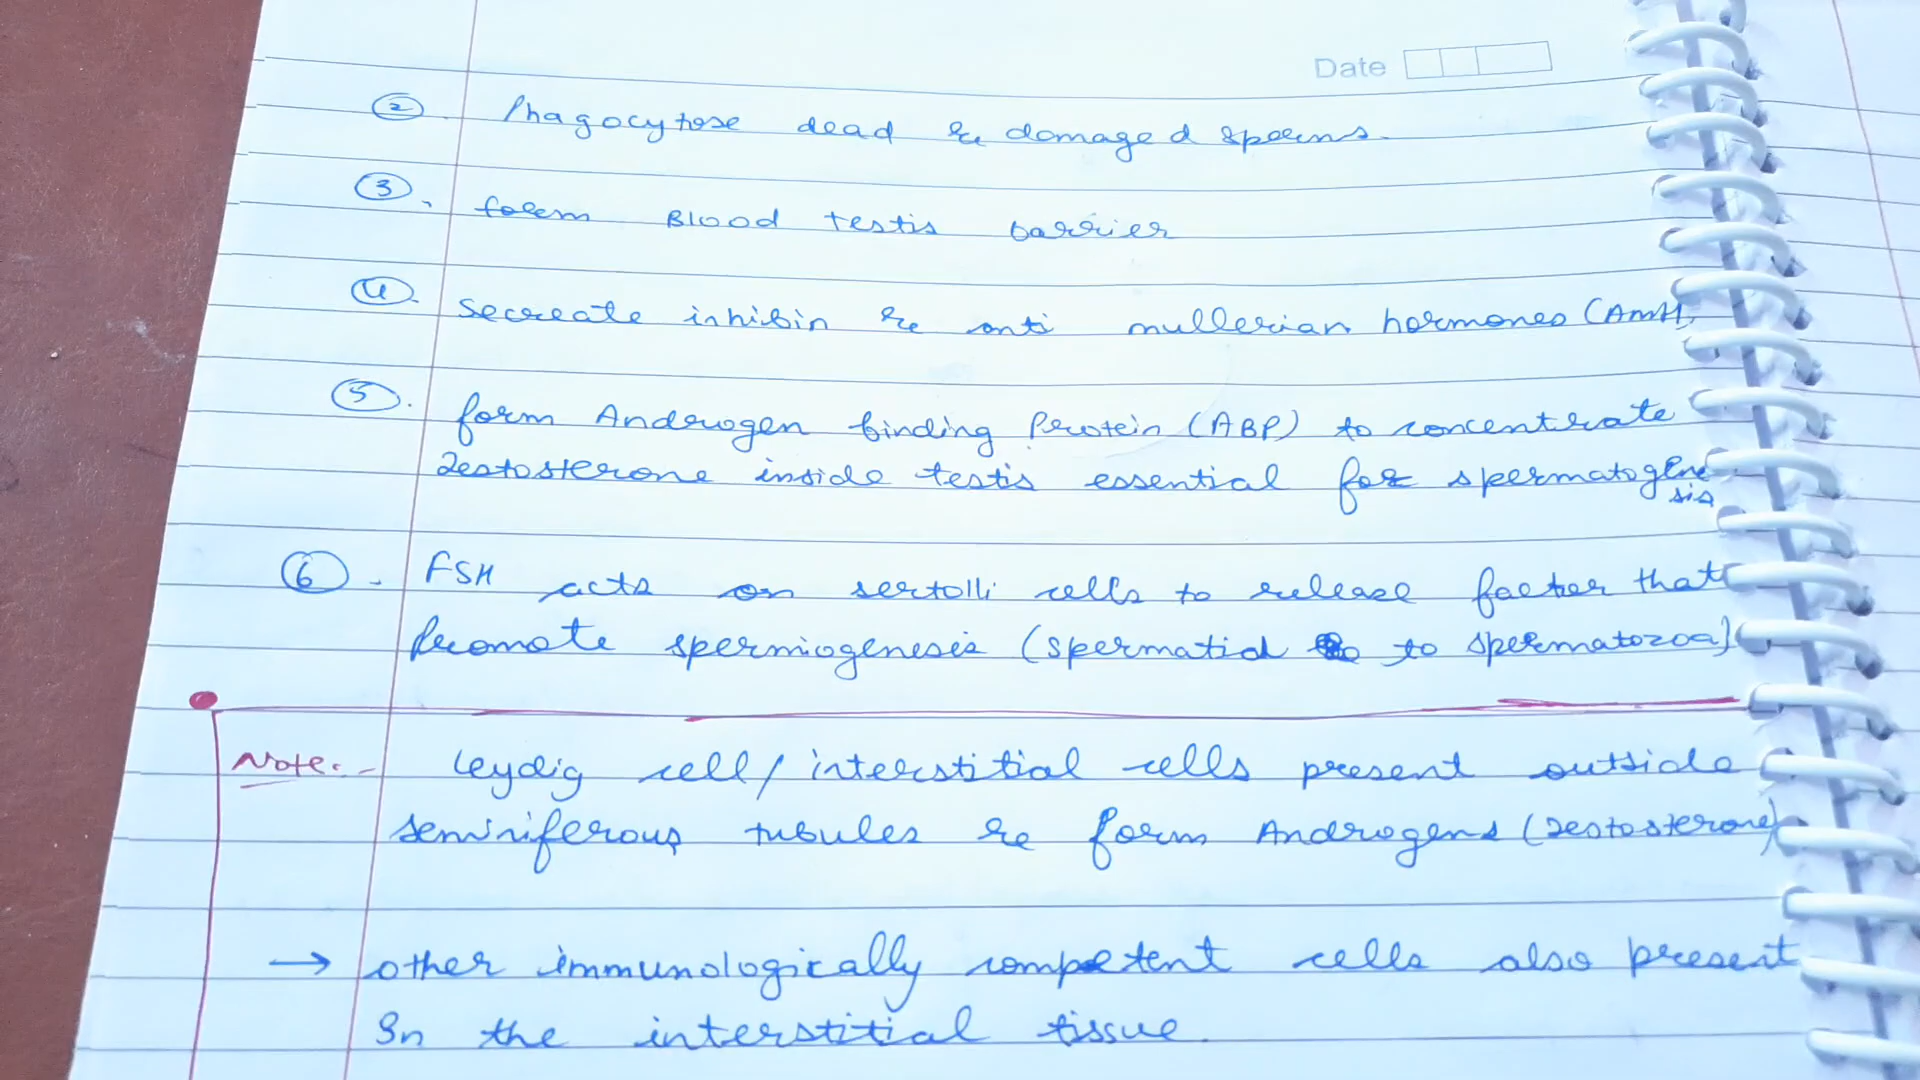 Date
② Phagocytose dead & damaged sperms.
③. form Blood testis barrier
④. secreate inhibin & anti mullerian hormones (AMH)
⑤. form Androgen binding Protein (ABP) to concentrate
Testosterone inside testis essential for spermatogene
sis
⑥. FSH acts on sertolli cells to release factor that
Promote spermiogenesis (spermatid to spermatozoa)
Note:- leydig cell/interstitial cells present outside
seminiferous tubules & form Androgens (Testosterone)
→ other immunologically competent cells also present
In the interstitial tissue.